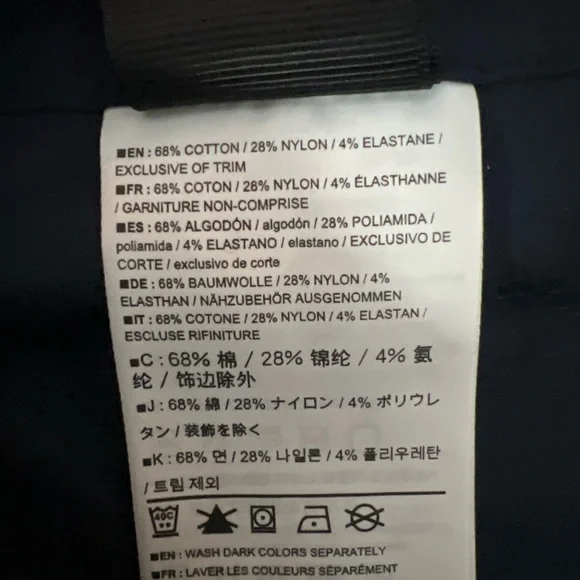 ■EN : 68% COTTON / 28% NYLON / 4% ELASTANE /
EXCLUSIVE OF TRIM
■FR : 68% COTON / 28% NYLON / 4% ÉLASTHANNE
/ GARNITURE NON-COMPRISE
■ES : 68% ALGODÓN / algodón / 28% POLIAMIDA /
poliamida / 4% ELASTANO / elastano / EXCLUSIVO DE
CORTE / exclusivo de corte
■DE : 68% BAUMWOLLE / 28% NYLON / 4%
ELASTHAN / NÄHZUBEHÖR AUSGENOMMEN
■IT : 68% COTONE / 28% NYLON / 4% ELASTAN /
ESCLUSE RIFINITURE
■C : 68% 棉 / 28% 锦纶 / 4% 氨
纶 / 饰边除外
■J : 68% 綿 / 28% ナイロン / 4% ポリウレ
タン / 装飾を除く
■K : 68% 면 / 28% 나일론 / 4% 폴리우레탄
/ 트림 제외
40C
■EN : WASH DARK COLORS SEPARATELY
■FR : LAVER LES COULEURS SÉPARÉMENT